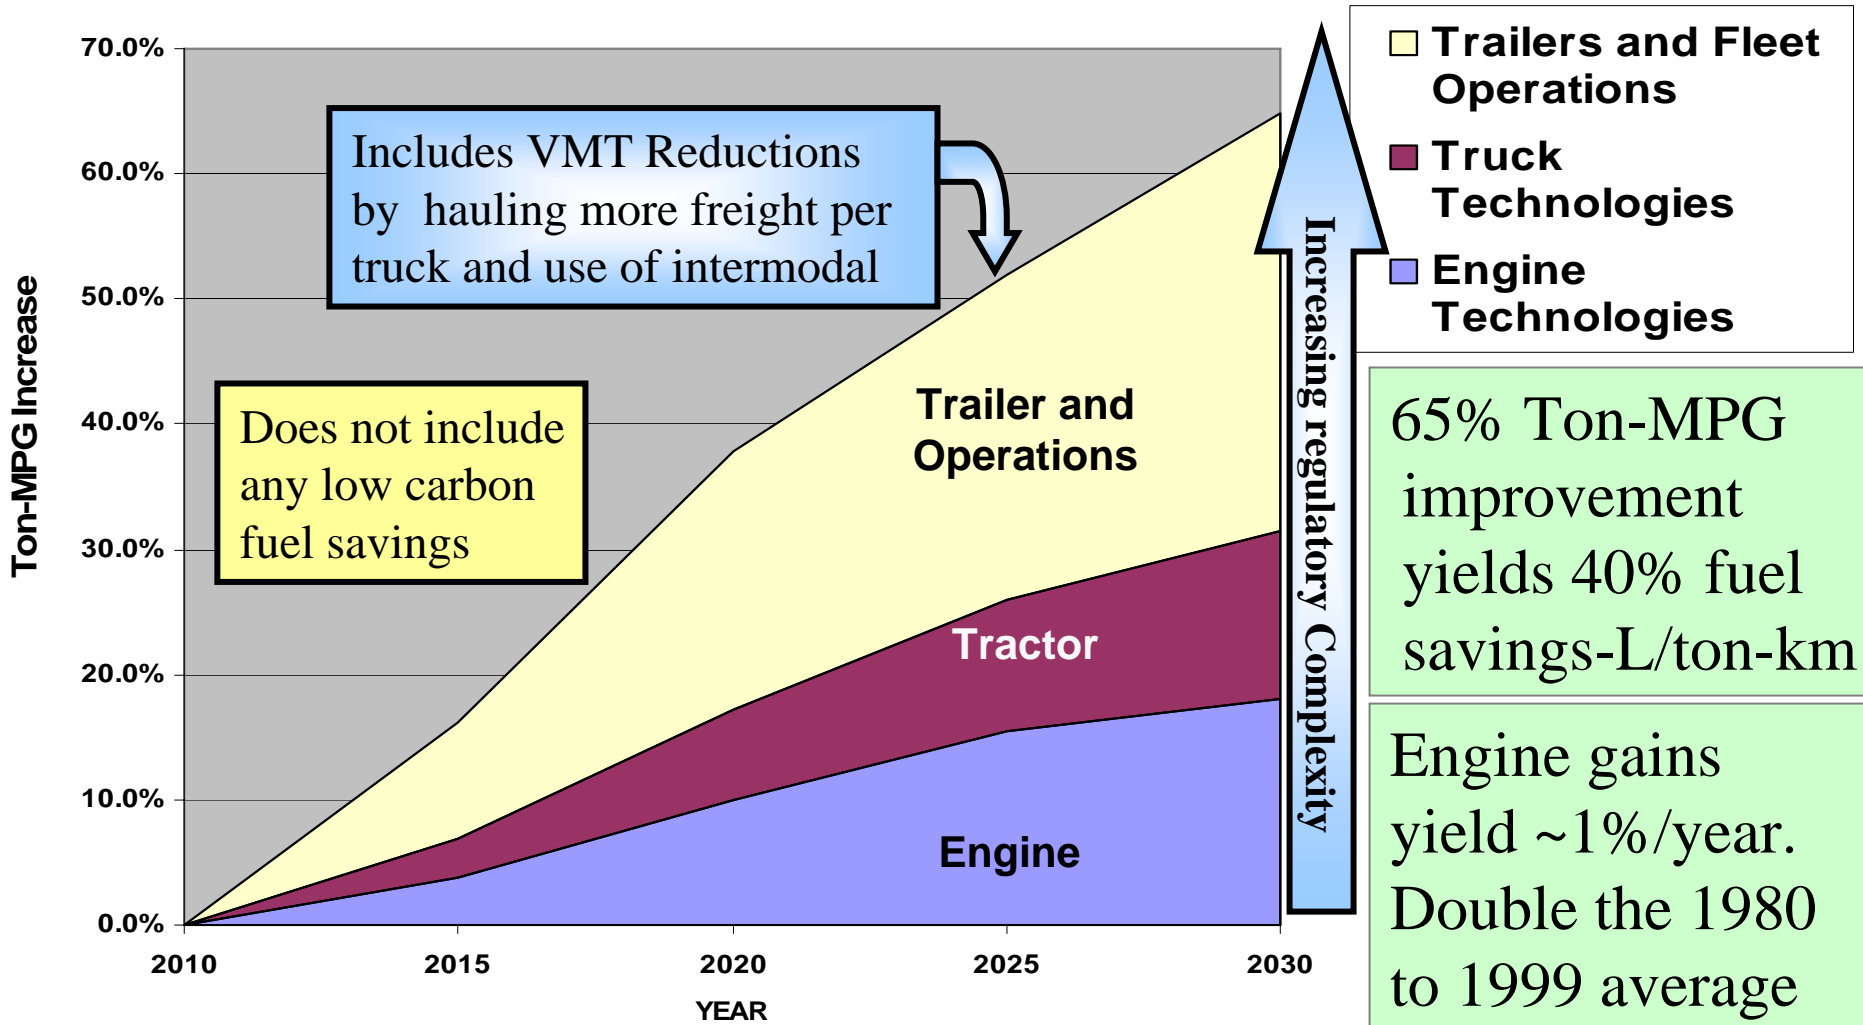 70.0%
60.0%
50.0%
40.0%
30.0%
20.0%
10.0%
0.0%
Ton-MPG Increase
2010 2015 2020 2025 2030
YEAR
Includes VMT Reductions
by hauling more freight per
truck and use of intermodal
Does not include
any low carbon
fuel savings
Trailer and
Operations
Tractor
Engine
Increasing regulatory Complexity
Trailers and Fleet
Operations
Truck
Technologies
Engine
Technologies
65% Ton-MPG
improvement
yields 40% fuel
savings-L/ton-km
Engine gains
yield ~1%/year.
Double the 1980
to 1999 average